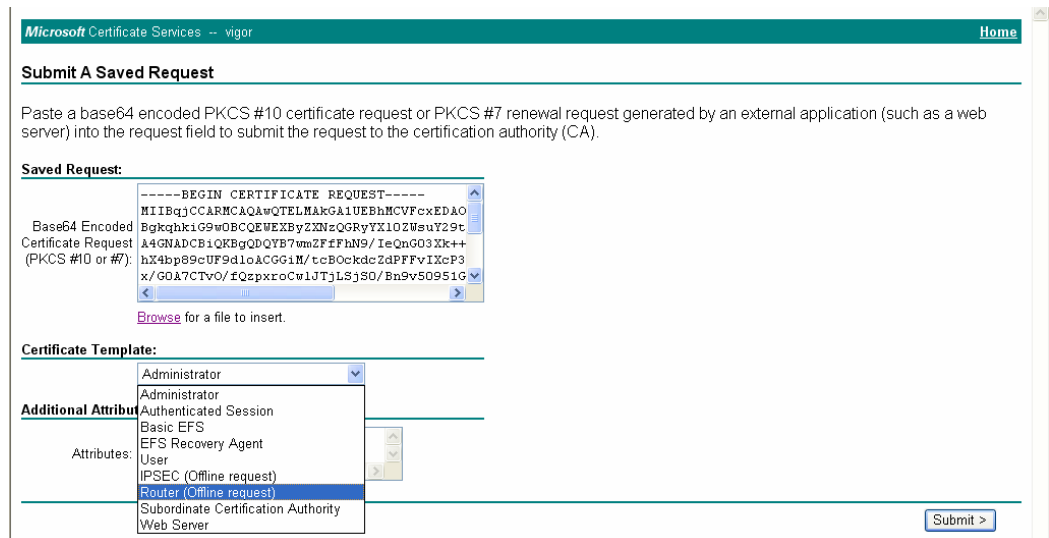 Microsoft Certificate Services -- vigor
Home
Submit A Saved Request
Paste a base64 encoded PKCS #10 certificate request or PKCS #7 renewal request generated by an external application (such as a web
server) into the request field to submit the request to the certification authority (CA).
Saved Request:
Base64 Encoded
Certificate Request
(PKCS #10 or #7):
-----BEGIN CERTIFICATE REQUEST-----
MIIBqjCCARMCAQAwQTELMAkGA1UEBhMCVFcxEDAO
BgkqhkiG9w0BCQEWEXByZXNzQGRyYXl0ZWsuY29t
A4GNADCBiQKBgQDQYB7wmZFfFhN9/IeQnG03Xk++
hX4bp89cUF9dloACGGiM/tcBOckdcZdPFFvIXcP3
x/G0A7CTvO/fQzpxroCwlJTjLSjS0/Bn9v50951G
Browse for a file to insert.
Certificate Template:
Administrator
Administrator
Authenticated Session
Basic EFS
EFS Recovery Agent
User
IPSEC (Offline request)
Router (Offline request)
Subordinate Certification Authority
Web Server
Additional Attribut
Attributes:
Submit >